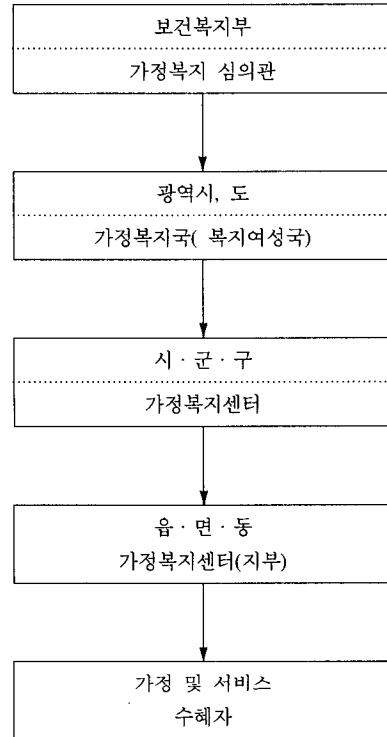 보건복지부
가정복지 심의관
광역시, 도
가정복지국( 복지여성국)
시 · 군 · 구
가정복지센터
읍 · 면 · 동
가정복지센터(지부)
가정 및 서비스
수혜자